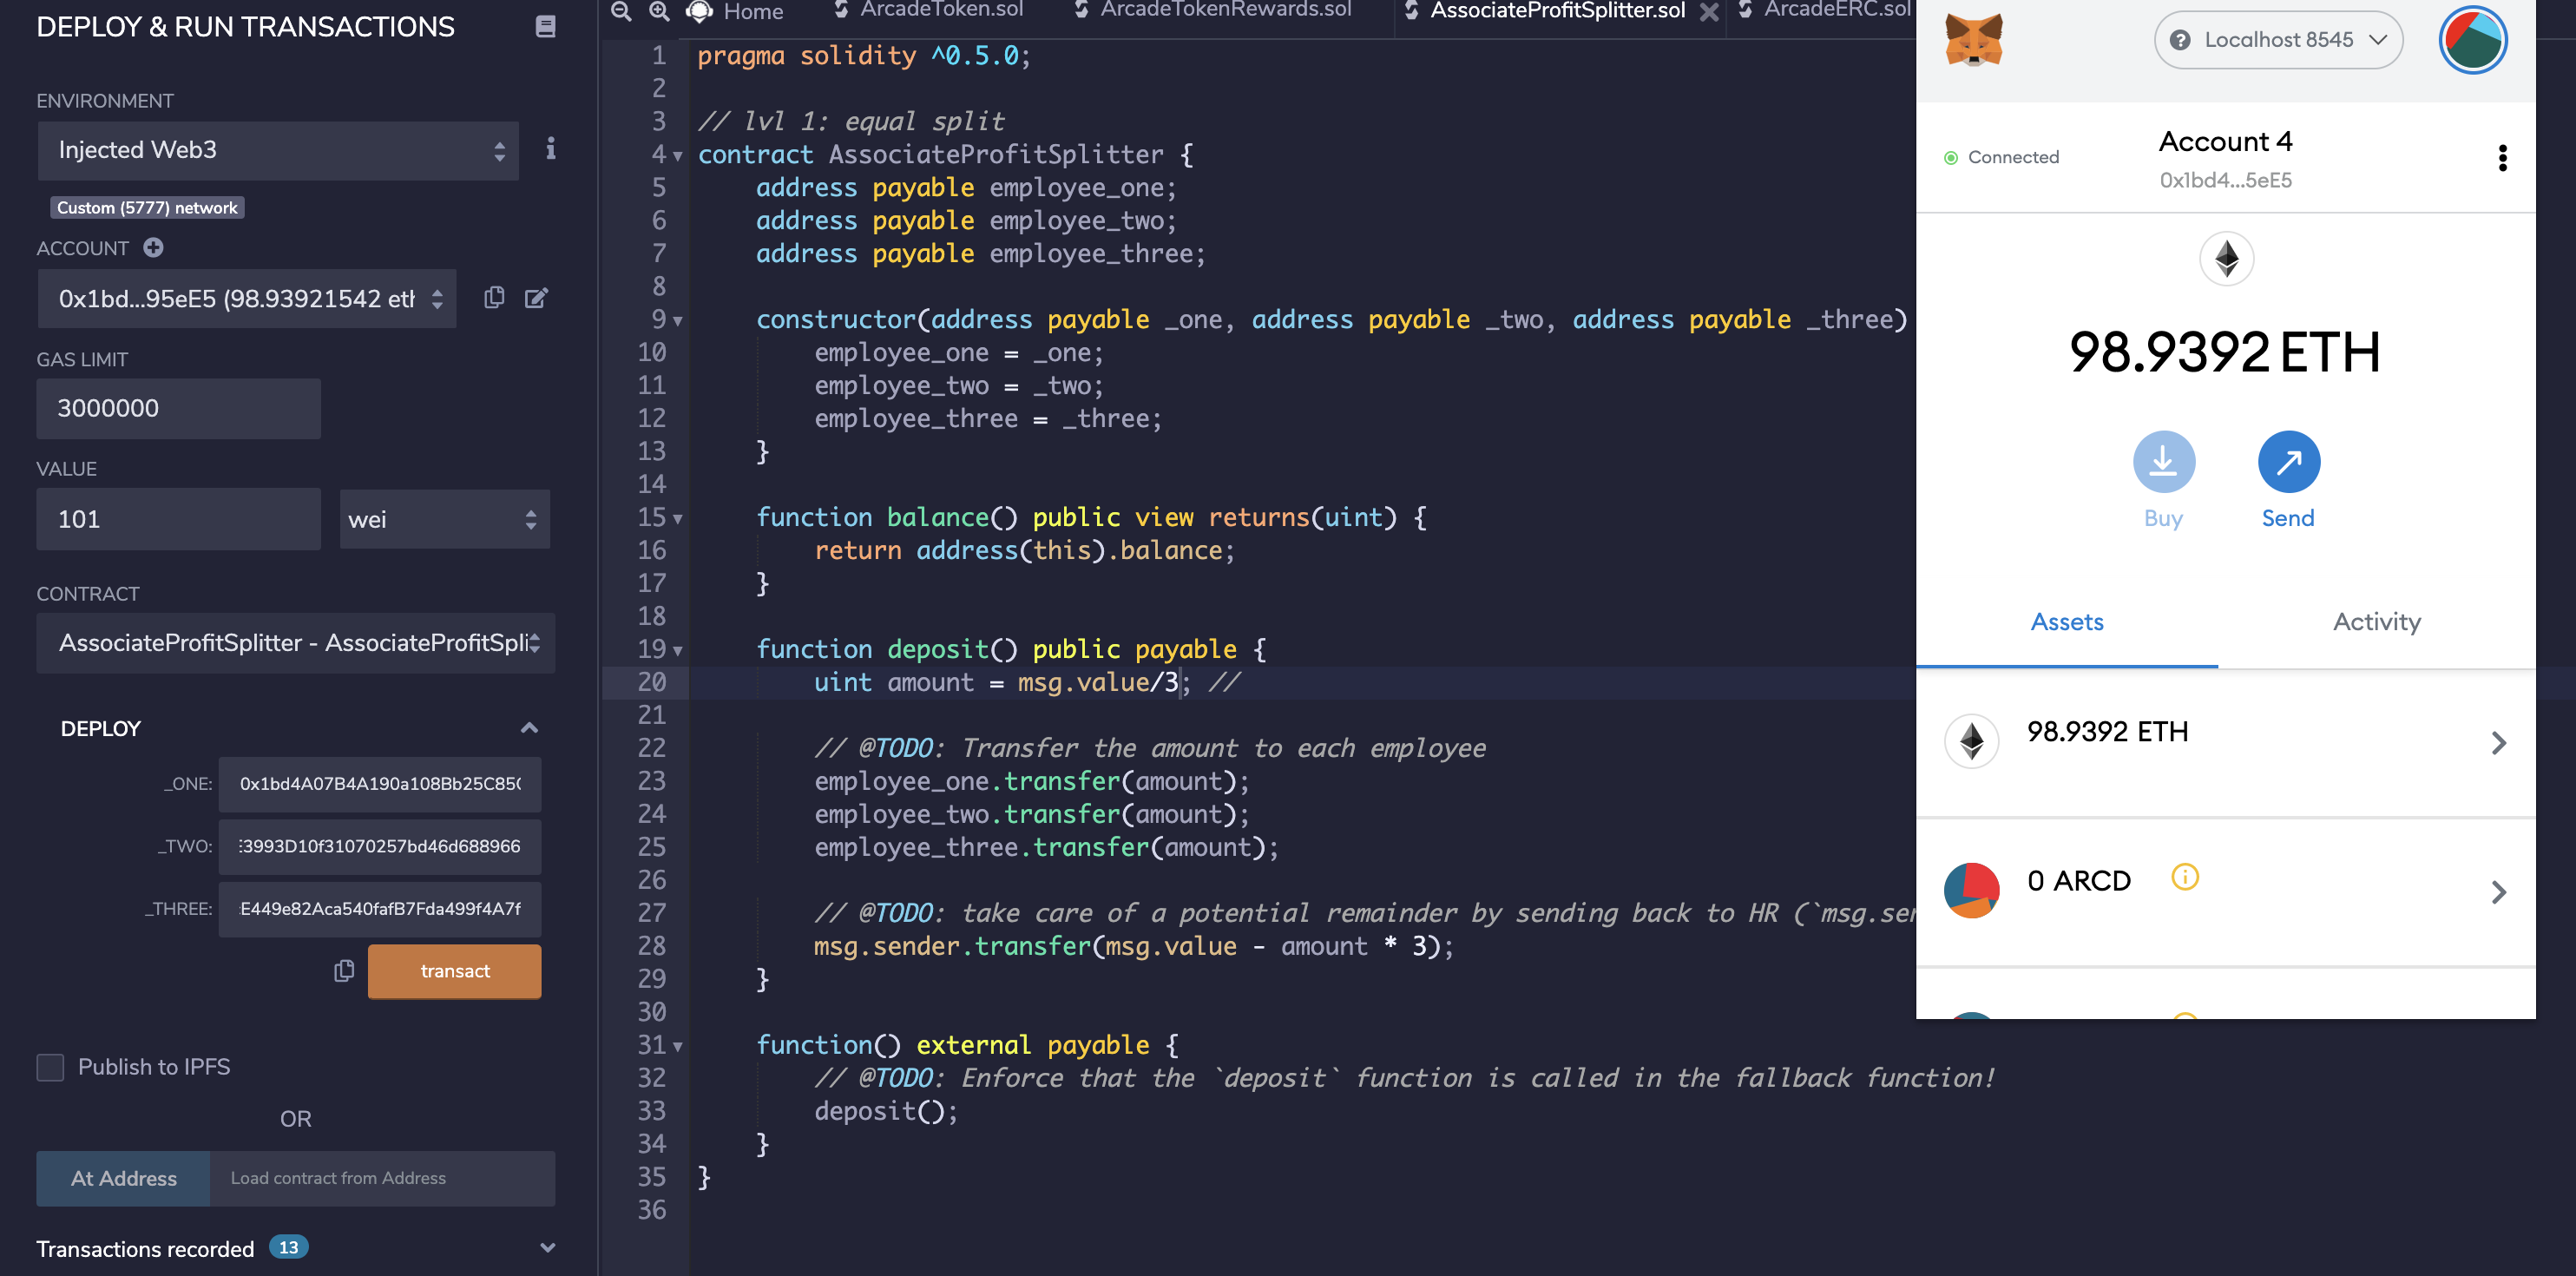 DEPLOY & RUN TRANSACTIONS
ENVIRONMENT
Injected Web3
Custom (5777) network
ACCOUNT
0x1bd...95eE5 (98.93921542 eth
GAS LIMIT
3000000
VALUE
101
wei
CONTRACT
AssociateProfitSplitter - AssociateProfitSpli
DEPLOY
_ONE:
0x1bd4A07B4A190a108Bb25C85
_TWO:
3993D10f31070257bd46d688966
_THREE:
E449e82Aca540fafB7Fda499f4A7f
transact
Publish to IPFS
OR
At Address
Load contract from Address
Transactions recorded 13
Home
ArcadeToken.sol
ArcadeTokenRewards.sol
AssociateProfitSplitter.sol
ArcadeERC.sol
1 pragma solidity ^0.5.0;
2
3 // lvl 1: equal split
4 contract AssociateProfitSplitter {
5 address payable employee_one;
6 address payable employee_two;
7 address payable employee_three;
8
9 constructor(address payable _one, address payable _two, address payable _three)
10 employee_one = _one;
11 employee_two = _two;
12 employee_three = _three;
13 }
14
15 function balance() public view returns(uint) {
16 return address(this).balance;
17 }
18
19 function deposit() public payable {
20 uint amount = msg.value/3; //
21
22 // @TODO: Transfer the amount to each employee
23 employee_one.transfer(amount);
24 employee_two.transfer(amount);
25 employee_three.transfer(amount);
26
27 // @TODO: take care of a potential remainder by sending back to HR (`msg.ser
28 msg.sender.transfer(msg.value - amount * 3);
29 }
30
31 function() external payable {
32 // @TODO: Enforce that the `deposit` function is called in the fallback function!
33 deposit();
34 }
35 }
36
Localhost 8545
Connected
Account 4
0x1bd4...5eE5
98.9392 ETH
Buy
Send
Assets
Activity
98.9392 ETH
0 ARCD